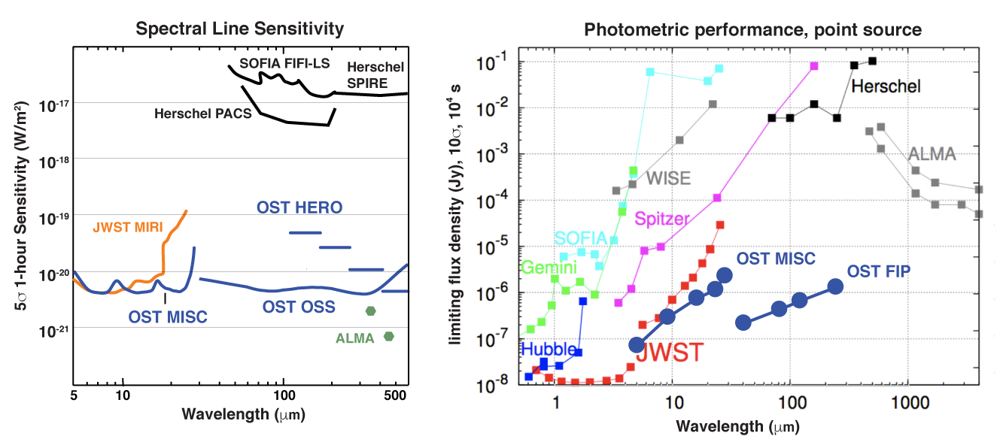 Spectral Line Sensitivity
5σ 1-hour Sensitivity (W/m²)
10-17
10-18
10-19
10-20
10-21
SOFIA FIFI-LS
Herschel
SPIRE
Herschel PACS
OST HERO
JWST MIRI
OST MISC
OST OSS
ALMA
5
10
100
500
Wavelength (μm)
Photometric performance, point source
limiting flux density (Jy), 10σ, 10⁴ s
10-1
10-2
10-3
10-4
10-5
10-6
10-7
10-8
Herschel
ALMA
WISE
Spitzer
SOFIA
Gemini
OST MISC
OST FIP
Hubble
JWST
1
10
100
1000
Wavelength (μm)